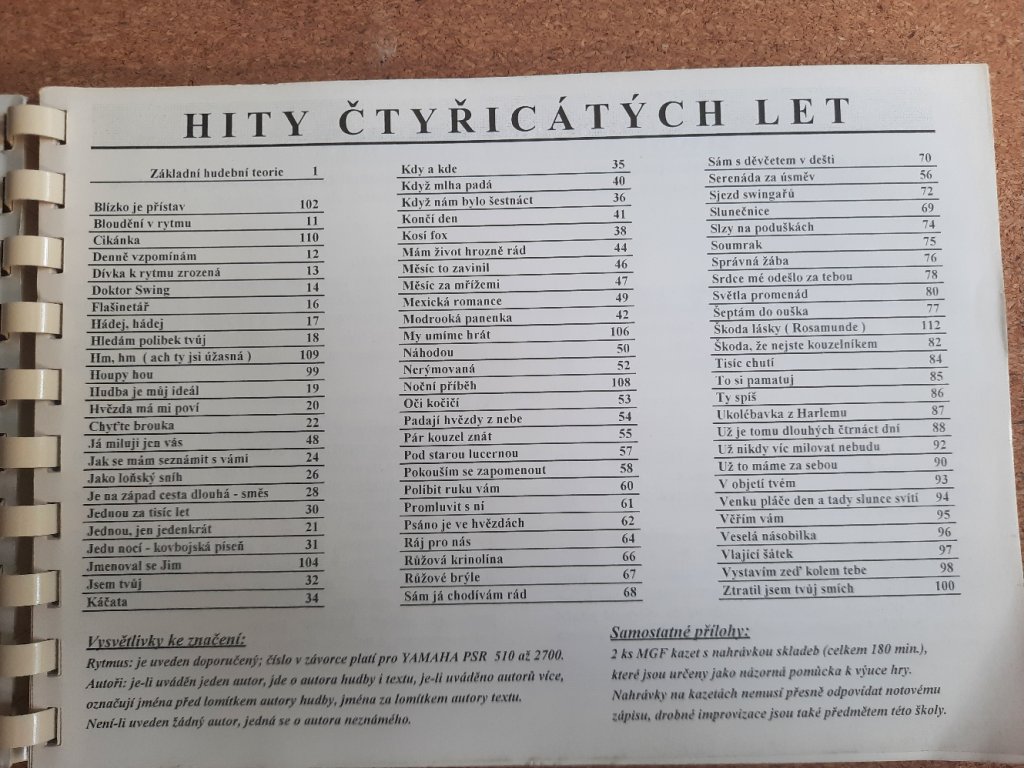 HITY ČTYŘICÁTÝCH LET
Základní hudební teorie 1
Blízko je přístav 102
Bloudění v rytmu 11
Cikánka 110
Denně vzpomínám 12
Dívka k rytmu zrozená 13
Doktor Swing 14
Flašinetář 16
Hádej, hádej 17
Hledám polibek tvůj 18
Hm, hm ( ach ty jsi úžasná ) 109
Houpy hou 99
Hudba je můj ideál 19
Hvězda má mi poví 20
Chyťte brouka 22
Já miluji jen vás 48
Jak se mám seznámit s vámi 24
Jako loňský sníh 26
Je na západ cesta dlouhá - směs 28
Jednou za tisíc let 30
Jednou, jen jedenkrát 21
Jedu nocí - kovbojská píseň 31
Jmenoval se Jim 104
Jsem tvůj 32
Káčata 34
Kdy a kde 35
Když mlha padá 40
Když nám bylo šestnáct 36
Končí den 41
Kosí fox 38
Mám život hrozně rád 44
Měsíc to zavinil 46
Měsíc za mřížemi 47
Mexická romance 49
Modrooká panenka 42
My umíme hrát 106
Náhodou 50
Nerýmovaná 52
Noční příběh 108
Oči kočičí 53
Padají hvězdy z nebe 54
Pár kouzel znát 55
Pod starou lucernou 57
Pokouším se zapomenout 58
Políbit ruku vám 60
Promluvit s ní 61
Psáno je ve hvězdách 62
Ráj pro nás 64
Růžová krinolína 66
Růžové brýle 67
Sám já chodívám rád 68
Sám s děvčetem v dešti 70
Serenáda za úsměv 56
Sjezd swingařů 72
Slunečnice 69
Slzy na poduškách 74
Soumrak 75
Správná žába 76
Srdce mé odešlo za tebou 78
Světla promenád 80
Šeptám do ouška 77
Škoda lásky ( Rosamunde ) 112
Škoda, že nejste kouzelníkem 82
Tisíc chutí 84
To si pamatuj 85
Ty spíš 86
Ukolébavka z Harlemu 87
Už je tomu dlouhých čtrnáct dní 88
Už nikdy víc milovat nebudu 92
Už to máme za sebou 90
V objetí tvém 93
Venku pláče den a tady slunce svítí 94
Věřím vám 95
Veselá násobilka 96
Vlající šátek 97
Vystavím zeď kolem tebe 98
Ztratil jsem tvůj smích 100
Vysvětlivky ke značení:
Rytmus: je uveden doporučený; číslo v závorce platí pro YAMAHA PSR 510 až 2700.
Autoři: je-li uváděn jeden autor, jde o autora hudby i textu, je-li uváděno autorů více,
označují jména před lomítkem autory hudby, jména za lomítkem autory textu.
Není-li uveden žádný autor, jedná se o autora neznámého.
Samostatné přílohy:
2 ks MGF kazet s nahrávkou skladeb (celkem 180 min.),
které jsou určeny jako názorná pomůcka k výuce hry.
Nahrávky na kazetách nemusí přesně odpovídat notovému
zápisu, drobné improvizace jsou také předmětem této školy.